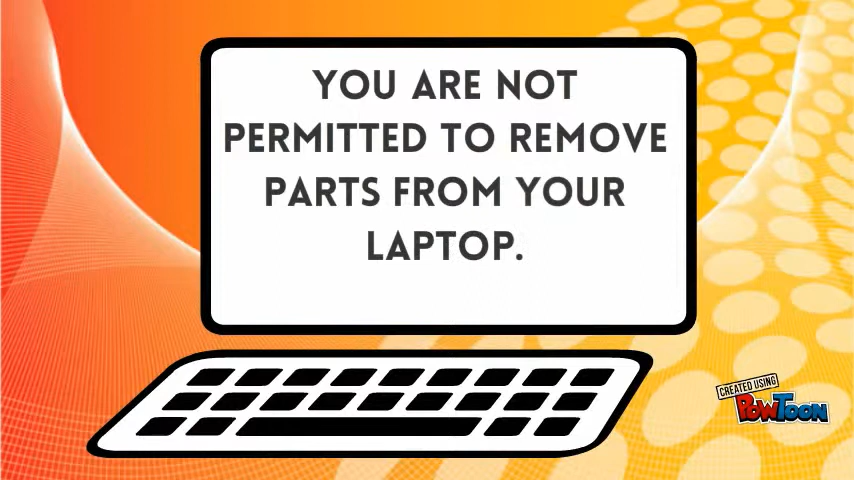 YOU ARE NOT
PERMITTED TO REMOVE
PARTS FROM YOUR
LAPTOP.
CREATED USING
POWTOON